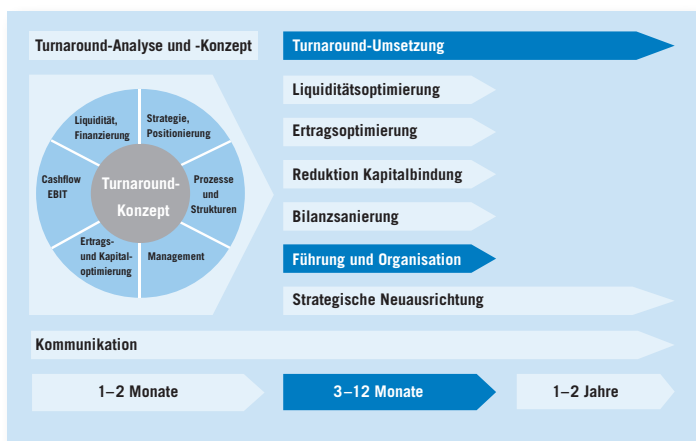 Turnaround-Analyse und -Konzept
Turnaround-Umsetzung
Liquidität,
Finanzierung
Strategie,
Positionierung
Cashflow
EBIT
Turnaround-
Konzept
Prozesse
und
Strukturen
Ertrags-
und Kapital-
optimierung
Management
Liquiditätsoptimierung
Ertragsoptimierung
Reduktion Kapitalbindung
Bilanzsanierung
Führung und Organisation
Strategische Neuausrichtung
Kommunikation
1–2 Monate
3–12 Monate
1–2 Jahre